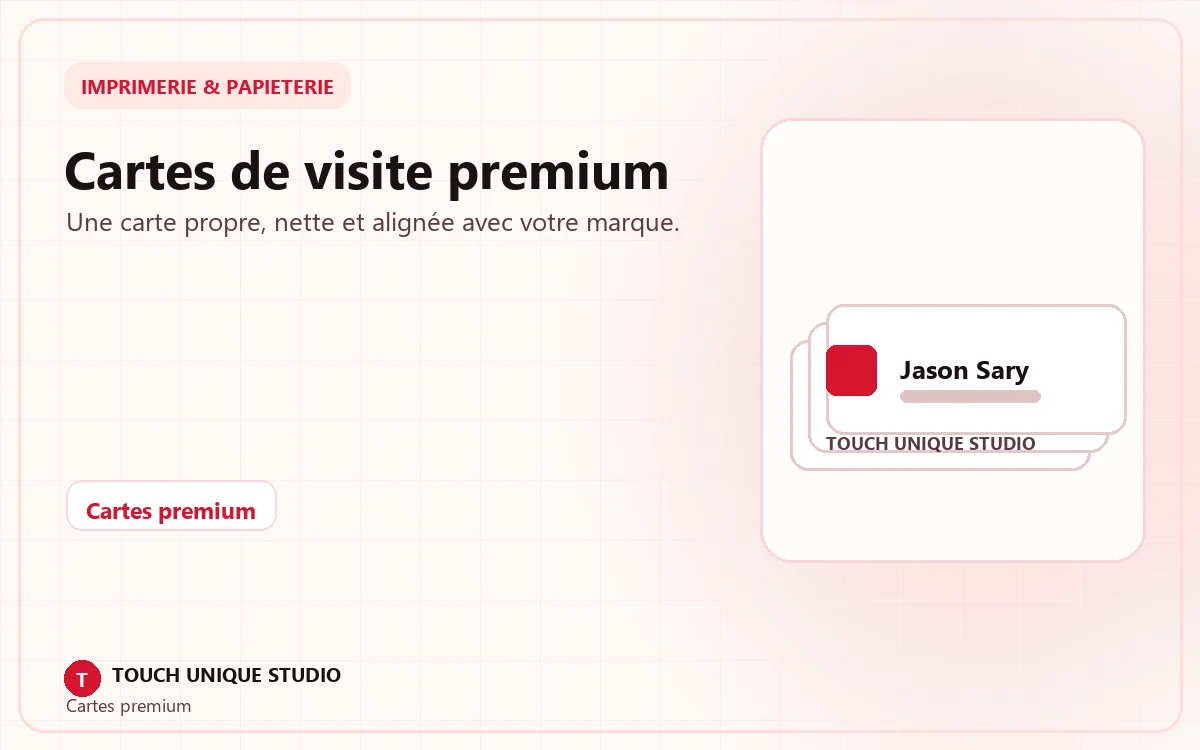 IMPRIMERIE & PAPIETERIE
Cartes de visite premium
Une carte propre, nette et alignée avec votre marque.
Jason Sary
TOUCH UNIQUE STUDIO
Cartes premium
T
TOUCH UNIQUE STUDIO
Cartes premium